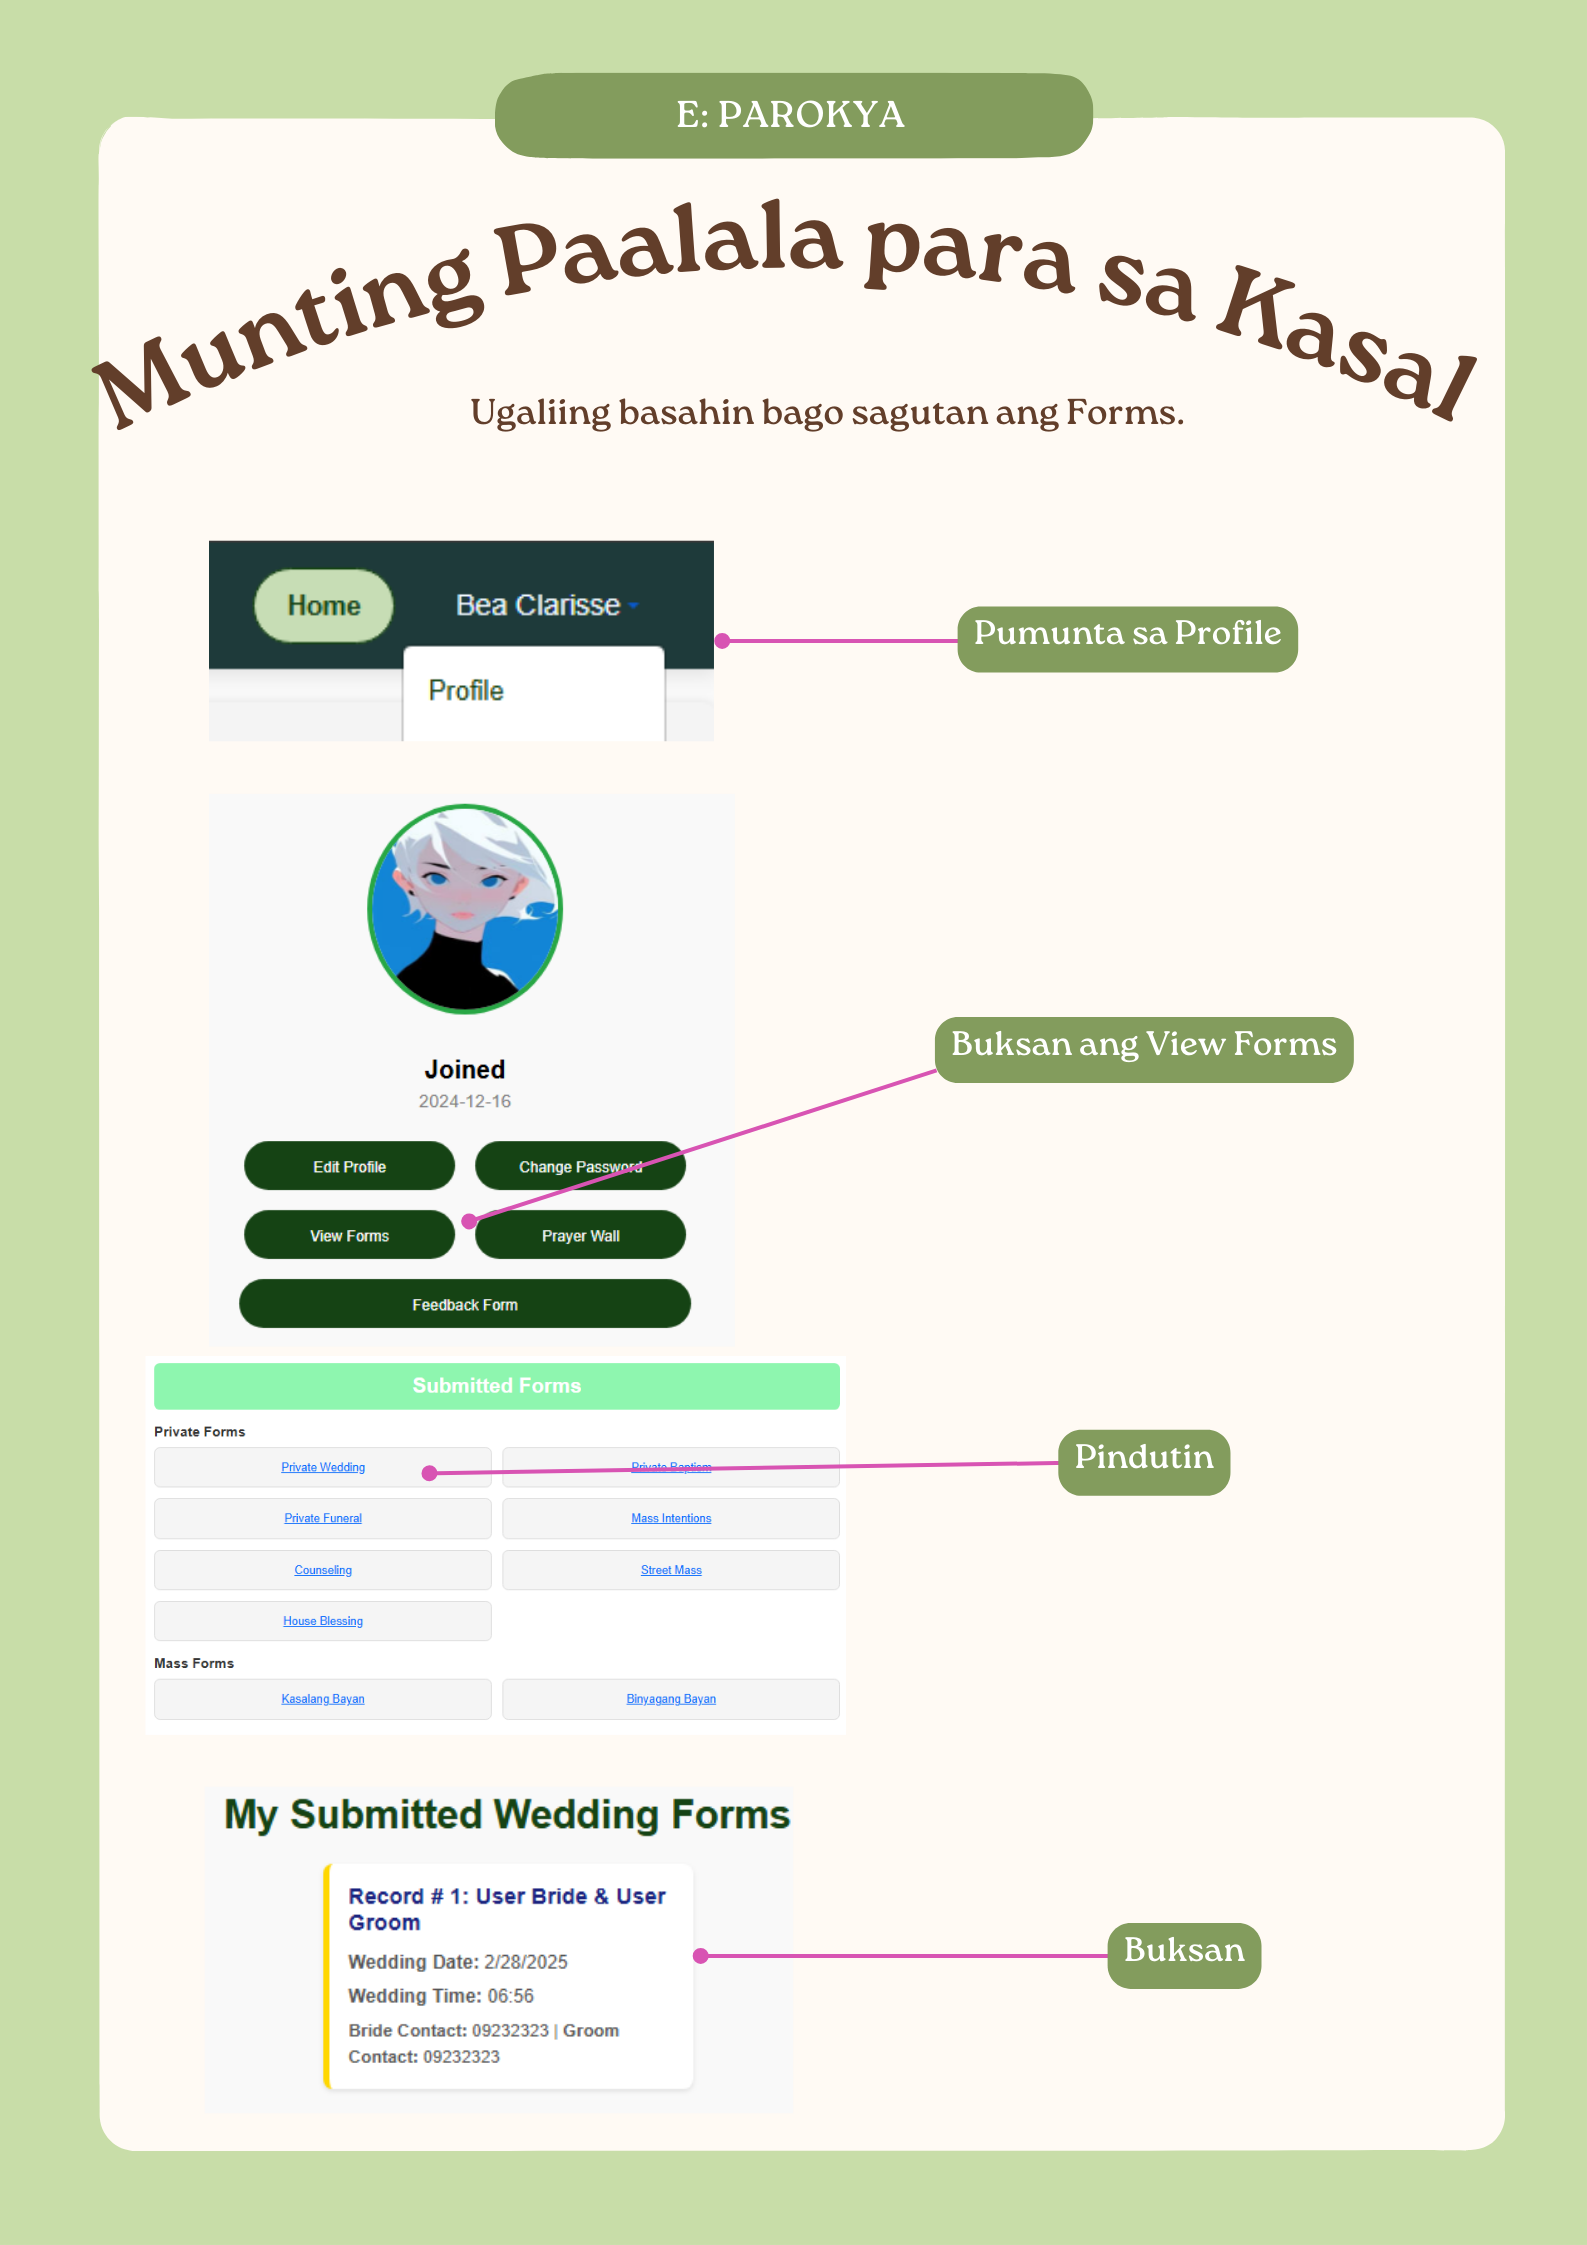 E: PAROKYA
Munting Paalala para sa Kasal
Ugaliing basahin bago sagutan ang Forms.
Home
Bea Clarisse
Profile
Pumunta sa Profile
Joined
2024-12-16
Buksan ang View Forms
Edit Profile
Change Password
View Forms
Prayer Wall
Feedback Form
Submitted Forms
Private Forms
Private Wedding
Private Baptism
Pindutin
Private Funeral
Mass Intentions
Counseling
Street Mass
House Blessing
Mass Forms
Kasalang Bayan
Binyagang Bayan
My Submitted Wedding Forms
Record # 1: User Bride & User
Groom
Wedding Date: 2/28/2025
Wedding Time: 06:56
Bride Contact: 09232323 | Groom
Contact: 09232323
Buksan